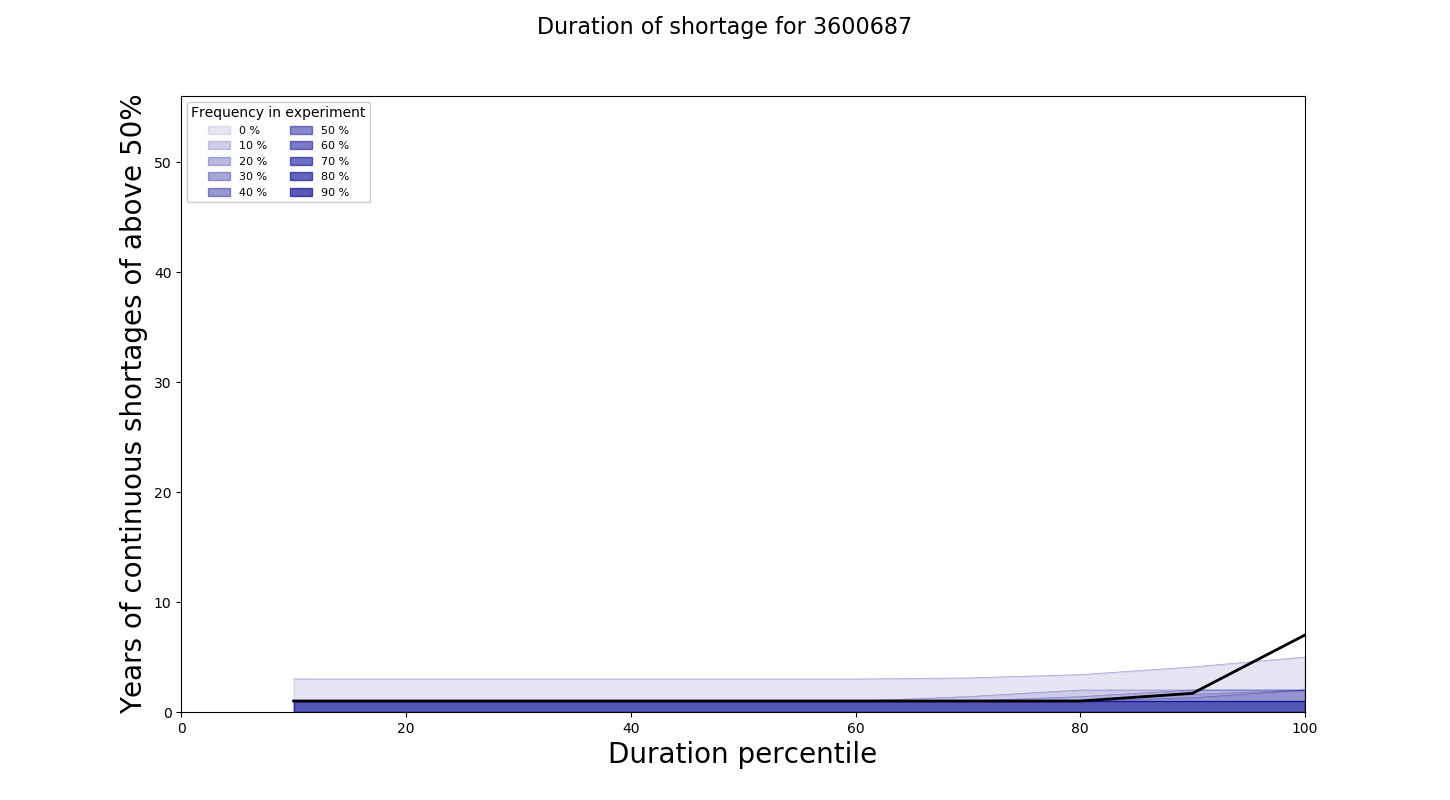 Duration of shortage for 3600687
Years of continuous shortages of above 50%
Frequency in experiment
0 % 50 %
10 % 60 %
20 % 70 %
30 % 80 %
40 % 90 %
50
40
30
20
10
0
0 20 40 60 80 100
Duration percentile